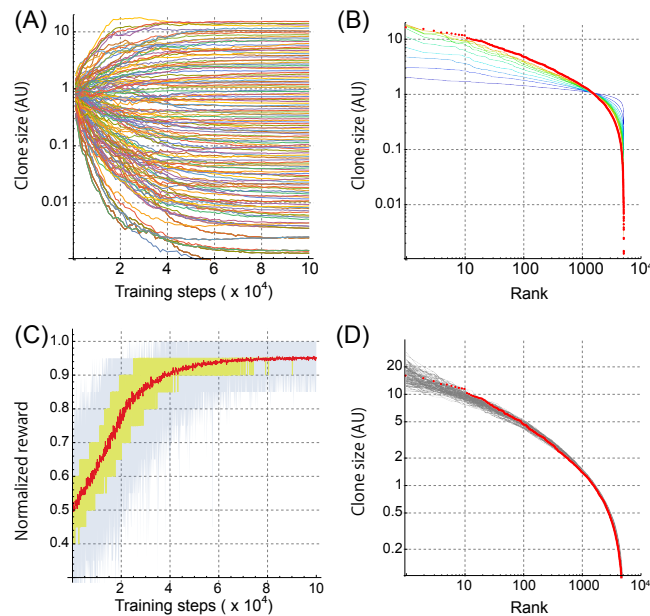 (A)
Clone size (AU)
10
1
0.1
0.01
2 4 6 8 10
Training steps ( x 10⁴)
(B)
Clone size (AU)
10
1
0.1
0.01
10 100 1000 10⁴
Rank
(C)
Normalized reward
1.0
0.9
0.8
0.7
0.6
0.5
0.4
2 4 6 8 10
Training steps ( x 10⁴)
(D)
Clone size (AU)
20
10
5
2
1
0.5
0.2
10 100 1000 10⁴
Rank